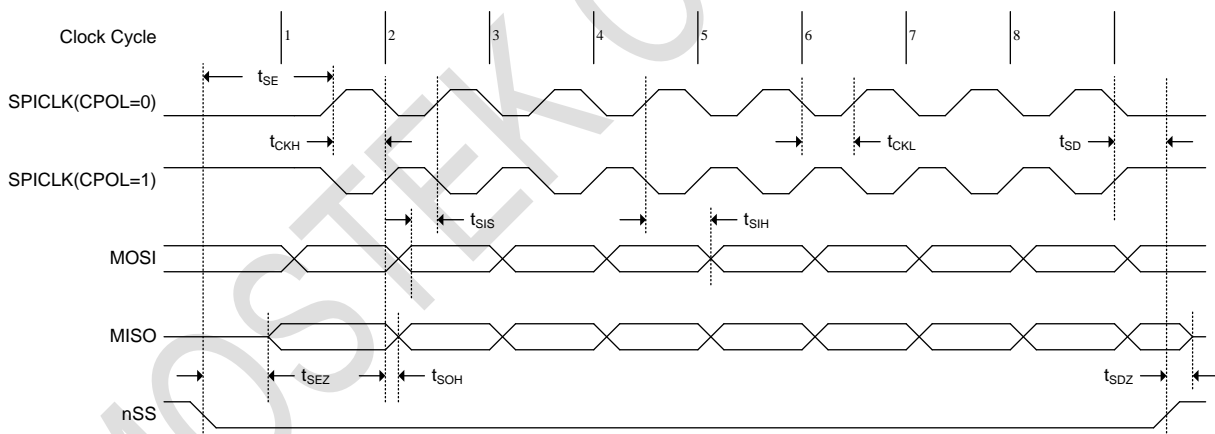 Clock Cycle
1 2 3 4 5 6 7 8
tSE
SPICLK(CPOL=0)
tCKH tCKL tSD
SPICLK(CPOL=1)
tSIS tSIH
MOSI
MISO
tSEZ tSOH tSDZ
nSS